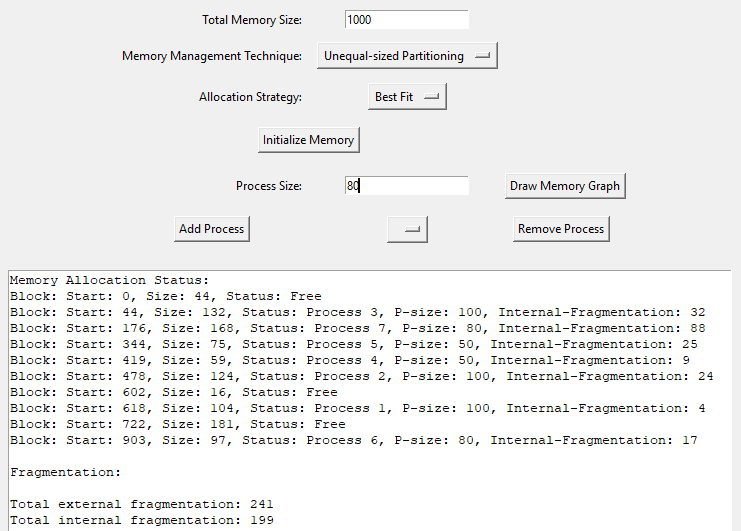 Total Memory Size: 1000
Memory Management Technique: Unequal-sized Partitioning
Allocation Strategy: Best Fit
Initialize Memory
Process Size: 80 Draw Memory Graph
Add Process Remove Process
Memory Allocation Status:
Block: Start: 0, Size: 44, Status: Free
Block: Start: 44, Size: 132, Status: Process 3, P-size: 100, Internal-Fragmentation: 32
Block: Start: 176, Size: 168, Status: Process 7, P-size: 80, Internal-Fragmentation: 88
Block: Start: 344, Size: 75, Status: Process 5, P-size: 50, Internal-Fragmentation: 25
Block: Start: 419, Size: 59, Status: Process 4, P-size: 50, Internal-Fragmentation: 9
Block: Start: 478, Size: 124, Status: Process 2, P-size: 100, Internal-Fragmentation: 24
Block: Start: 602, Size: 16, Status: Free
Block: Start: 618, Size: 104, Status: Process 1, P-size: 100, Internal-Fragmentation: 4
Block: Start: 722, Size: 181, Status: Free
Block: Start: 903, Size: 97, Status: Process 6, P-size: 80, Internal-Fragmentation: 17
Fragmentation:
Total external fragmentation: 241
Total internal fragmentation: 199